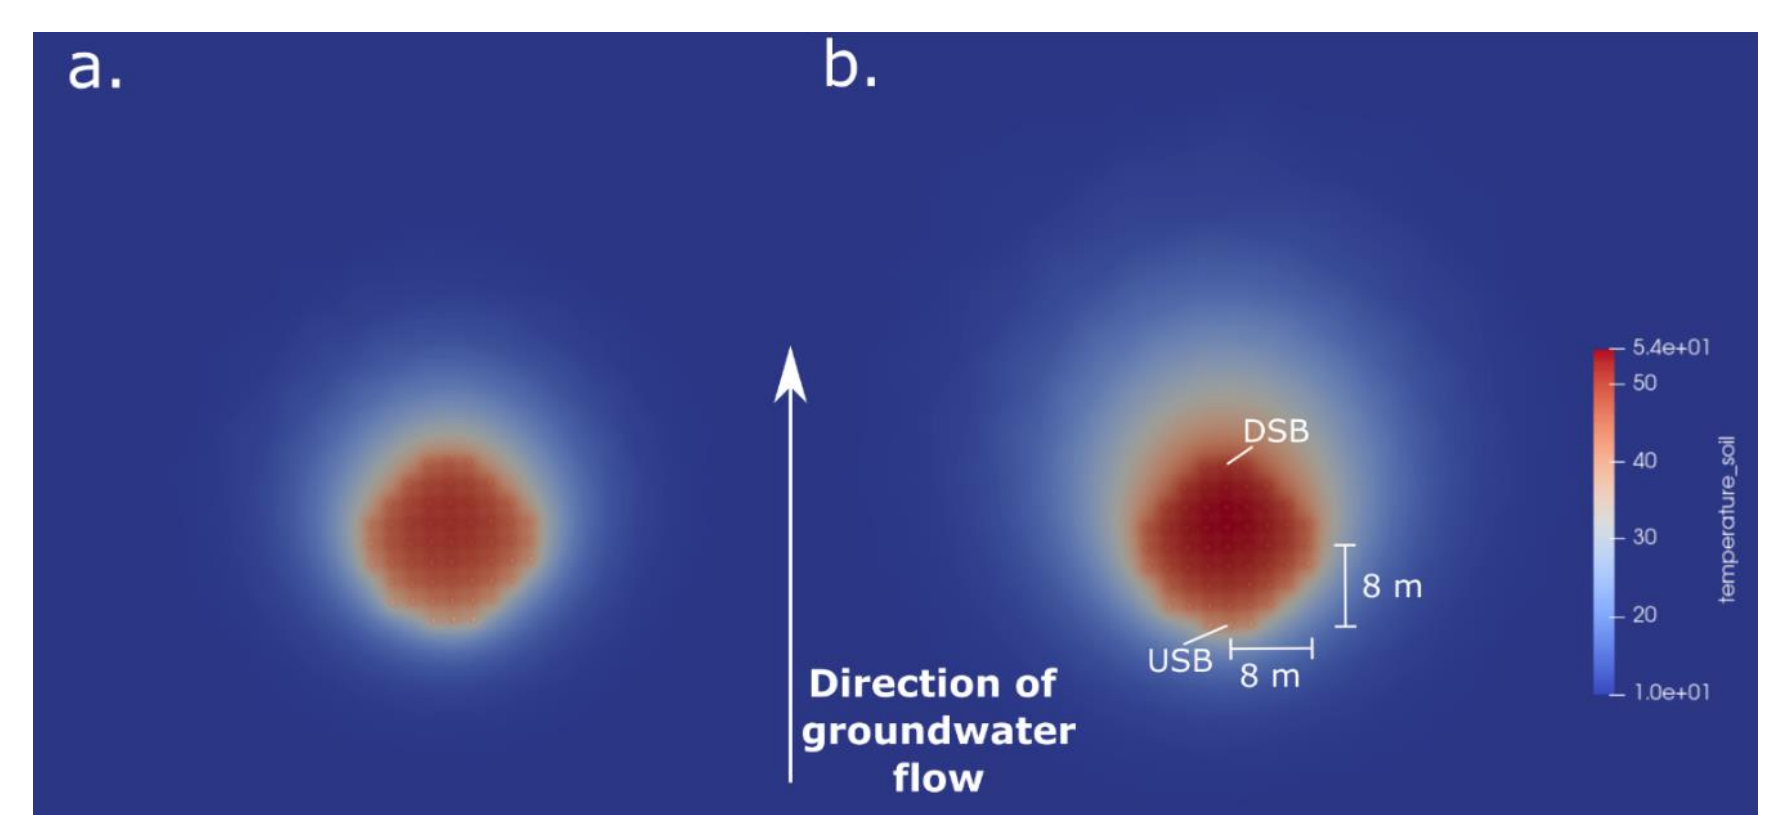 a.
b.
DSB
8 m
USB
8 m
Direction of
groundwater
flow
5.4e+01
50
40
30
20
1.0e+01
temperature_soil